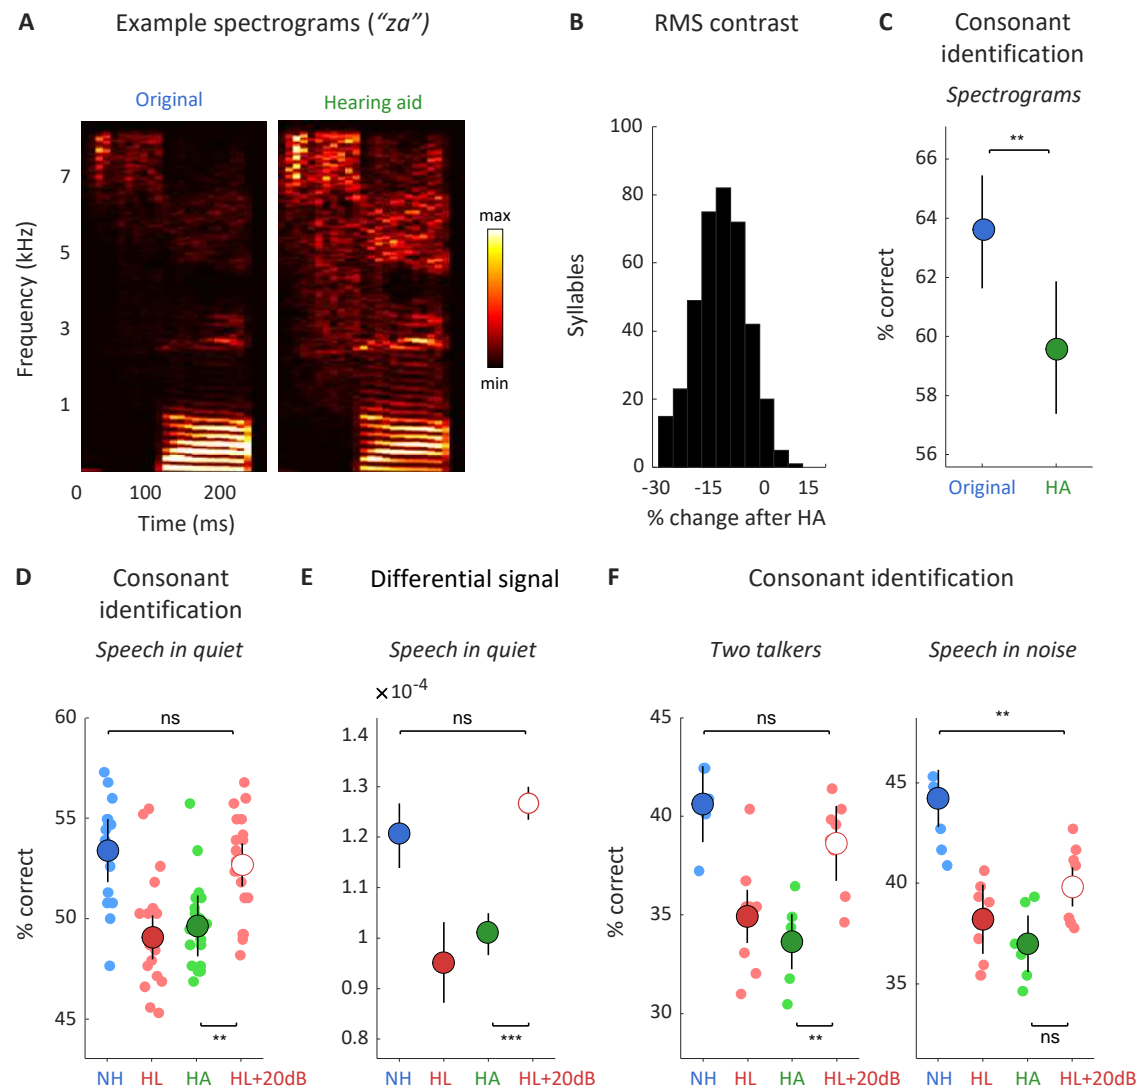 A
Example spectrograms ("za")
Original
Hearing aid
Frequency (kHz)
7
5
3
1
0
100
200
Time (ms)
max
min
B
RMS contrast
Syllables
100
80
60
40
20
0
-30
-15
0
15
% change after HA
C
Consonant
identification
Spectrograms
**
% correct
66
64
62
60
58
56
Original
HA
D
Consonant
identification
Speech in quiet
ns
% correct
60
55
50
45
**
NH
HL
HA
HL+20dB
E
Differential signal
Speech in quiet
×10-4
ns
1.4
1.3
1.2
1.1
1
0.9
0.8
***
NH
HL
HA
HL+20dB
F
Consonant identification
Two talkers
ns
% correct
45
40
35
30
**
NH
HL
HA
HL+20dB
Speech in noise
**
45
40
35
ns
NH
HL
HA
HL+20dB